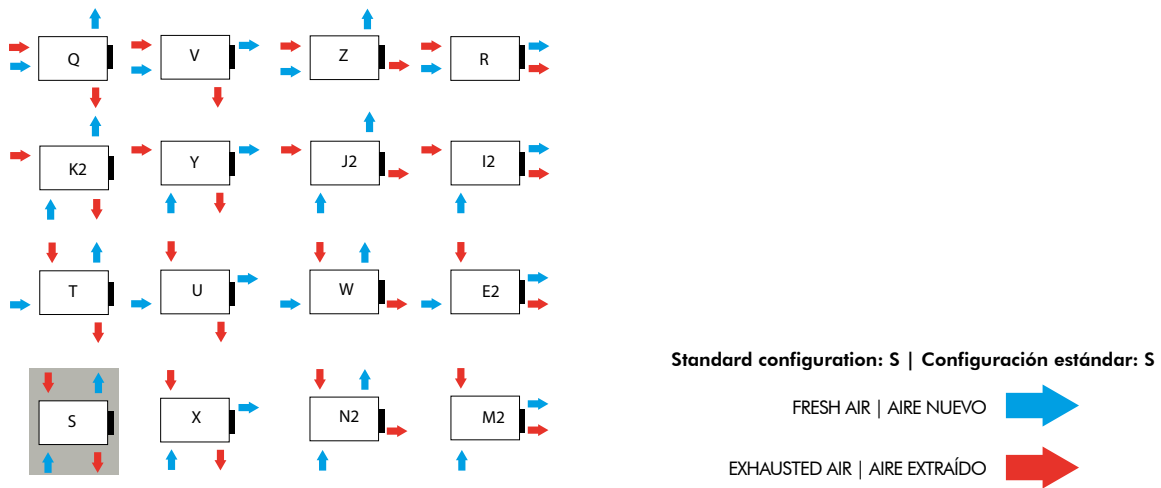 Q
V
Z
R
K2
Y
J2
I2
T
U
W
E2
S
X
N2
M2
Standard configuration: S | Configuración estándar: S
FRESH AIR | AIRE NUEVO
EXHAUSTED AIR | AIRE EXTRAÍDO